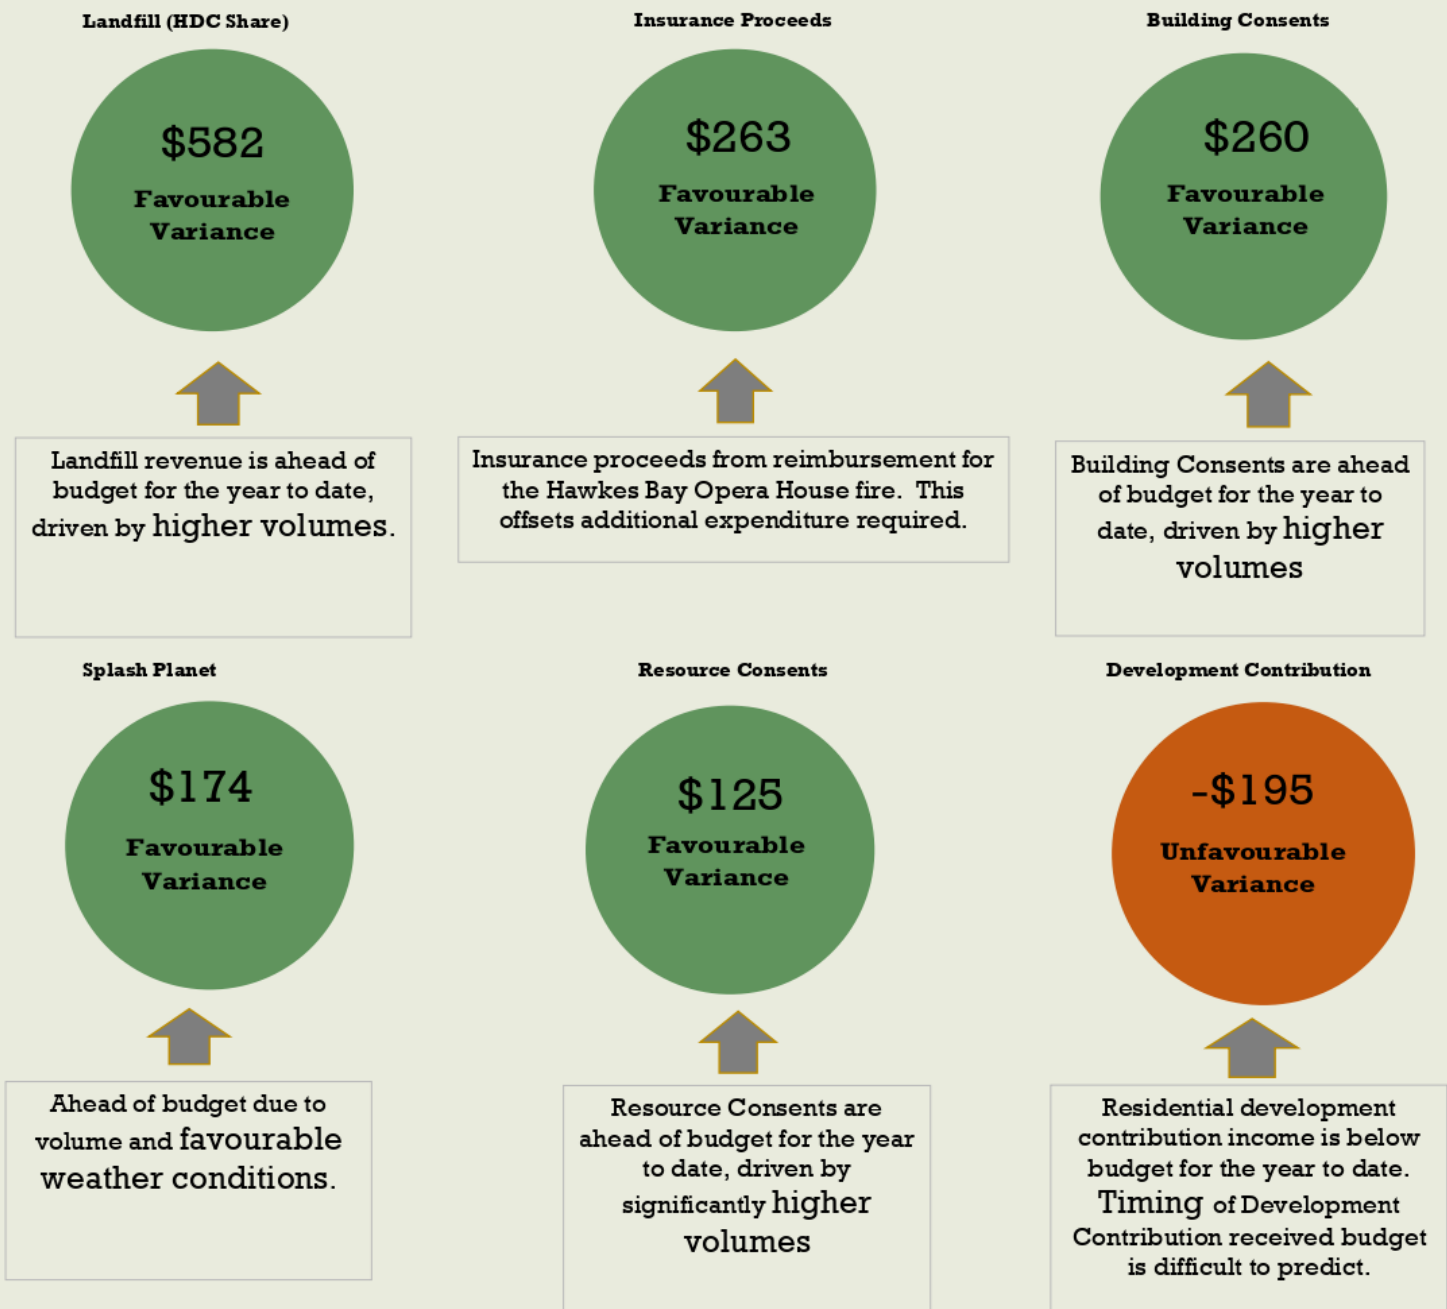 Landfill (HDC Share)
$582
Favourable
Variance
Landfill revenue is ahead of
budget for the year to date,
driven by higher volumes.
Insurance Proceeds
$263
Favourable
Variance
Insurance proceeds from reimbursement for
the Hawkes Bay Opera House fire.  This
offsets additional expenditure required.
Building Consents
$260
Favourable
Variance
Building Consents are ahead
of budget for the year to
date, driven by higher
volumes
Splash Planet
$174
Favourable
Variance
Ahead of budget due to
volume and favourable
weather conditions.
Resource Consents
$125
Favourable
Variance
Resource Consents are
ahead of budget for the year
to date, driven by
significantly higher
volumes
Development Contribution
-$195
Unfavourable
Variance
Residential development
contribution income is below
budget for the year to date.
Timing of Development
Contribution received budget
is difficult to predict.